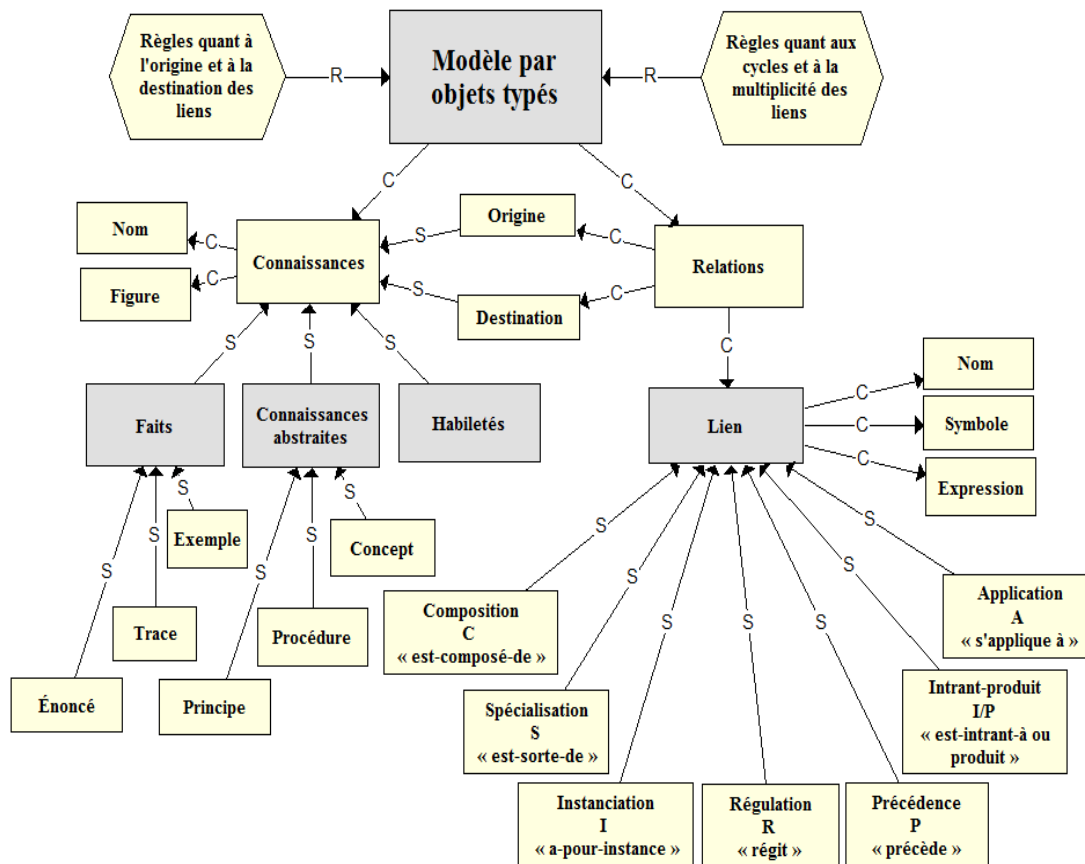 Règles quant à
l'origine et à la
destination des
liens
R
Modèle par
objets typés
R
Règles quant aux
cycles et à la
multiplicité des
liens
C
C
Nom
C
Figure
C
Connaissances
S
Origine
C
S
Destination
C
Relations
S
S
S
C
Faits
Connaissances
abstraites
Habiletés
Lien
C
Nom
C
Symbole
C
Expression
S
S
S
Exemple
Trace
Énoncé
S
S
S
Concept
Procédure
Principe
S
S
S
S
S
S
S
Composition
C
« est-composé-de »
Spécialisation
S
« est-sorte-de »
Instanciation
I
« a-pour-instance »
Régulation
R
« régit »
Précédence
P
« précède »
Intrant-produit
I/P
« est-intrant-à ou
produit »
Application
A
« s'applique à »